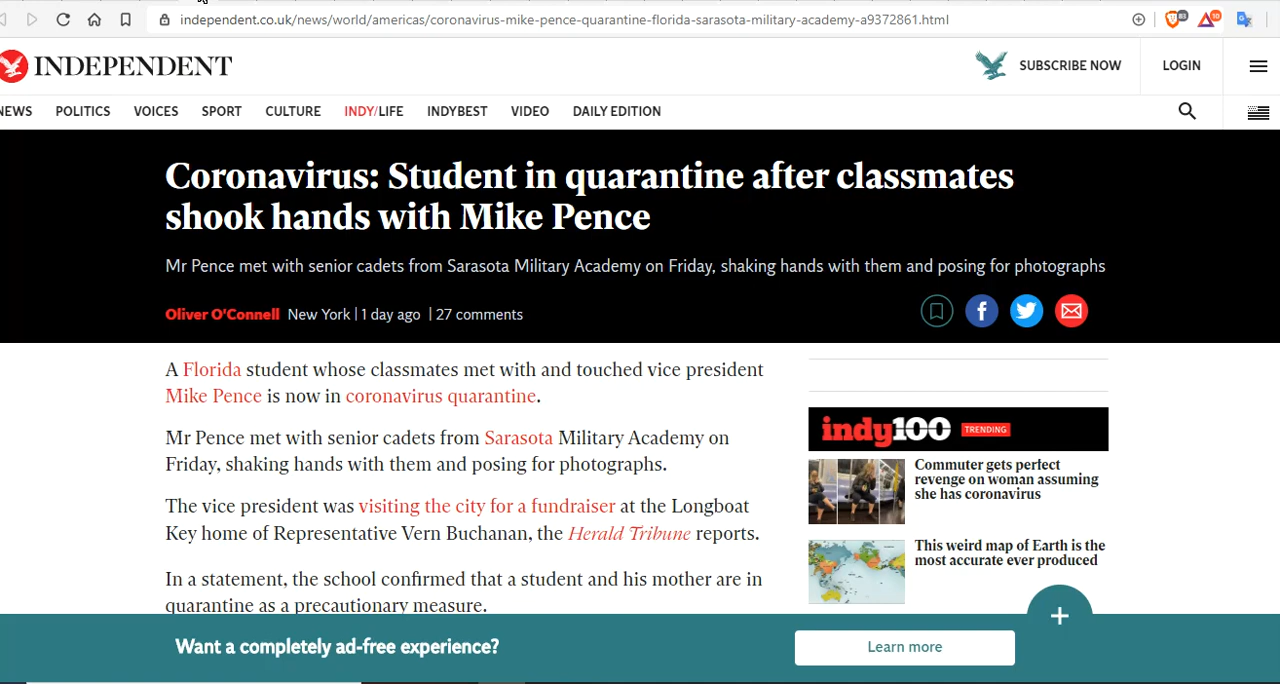 independent.co.uk/news/world/americas/coronavirus-mike-pence-quarantine-florida-sarasota-military-academy-a9372861.html
INDEPENDENT
SUBSCRIBE NOW
LOGIN
NEWS POLITICS VOICES SPORT CULTURE INDY/LIFE INDYBEST VIDEO DAILY EDITION
Coronavirus: Student in quarantine after classmates
shook hands with Mike Pence
Mr Pence met with senior cadets from Sarasota Military Academy on Friday, shaking hands with them and posing for photographs
Oliver O'Connell New York | 1 day ago | 27 comments
A Florida student whose classmates met with and touched vice president
Mike Pence is now in coronavirus quarantine.
Mr Pence met with senior cadets from Sarasota Military Academy on
Friday, shaking hands with them and posing for photographs.
The vice president was visiting the city for a fundraiser at the Longboat
Key home of Representative Vern Buchanan, the Herald Tribune reports.
In a statement, the school confirmed that a student and his mother are in
quarantine as a precautionary measure.
indy100 TRENDING
Commuter gets perfect
revenge on woman assuming
she has coronavirus
This weird map of Earth is the
most accurate ever produced
Want a completely ad-free experience?
Learn more
+